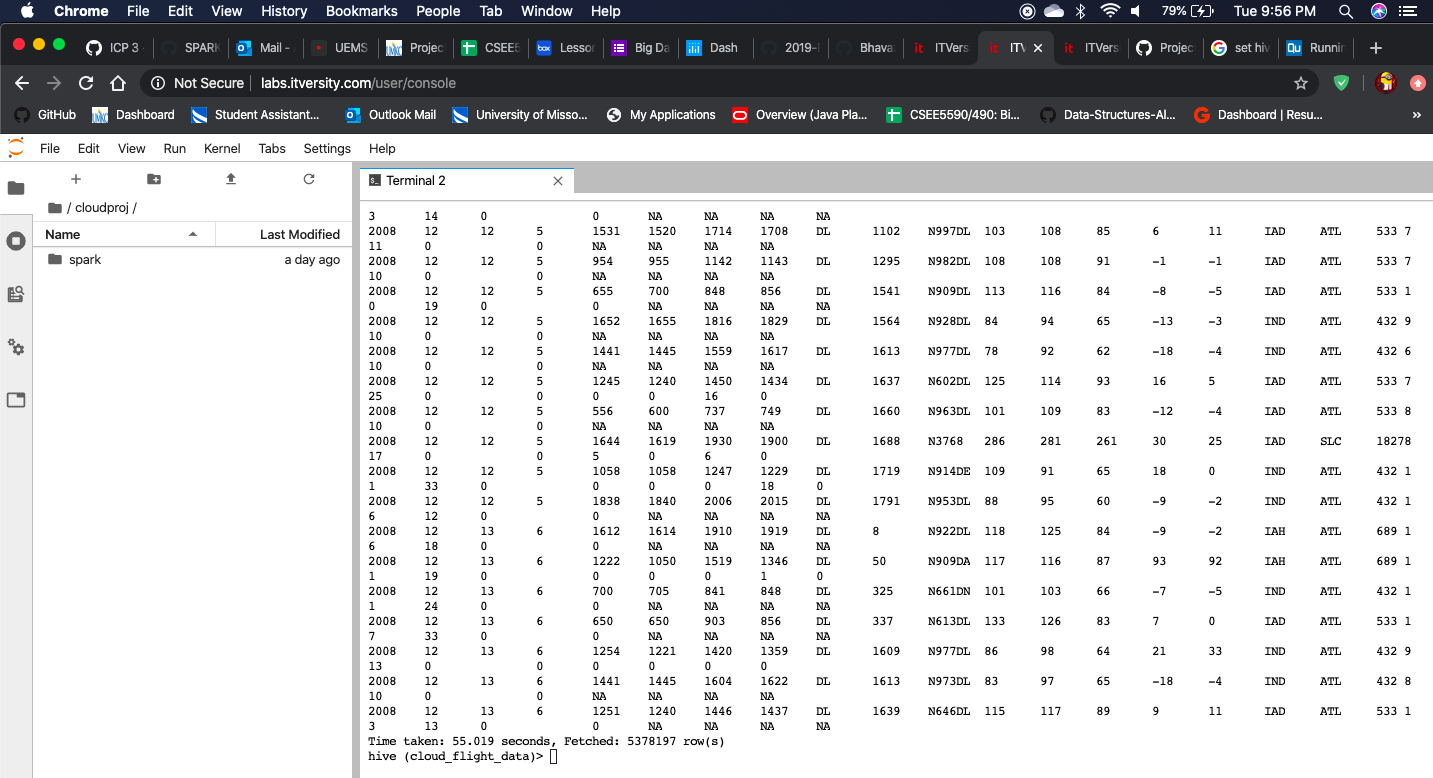 Chrome File Edit View History Bookmarks People Tab Window Help 79% Tue 9:56 PM
ICP 3 - SPARK Mail - UEMS Projec CSEE5 Lesson Big Da Dash 2019- Bhava ITVers ITV ITVers Projec set hiv Runnin
Not Secure | labs.itversity.com/user/console
GitHub Dashboard Student Assistant... Outlook Mail University of Misso... My Applications Overview (Java Pla... CSEE5590/490: Bi... Data-Structures-Al... Dashboard | Resu... »
File Edit View Run Kernel Tabs Settings Help
Terminal 2
/ cloudproj /
Name Last Modified
spark a day ago
3 14 0 0 NA NA NA NA
2008 12 12 5 1531 1520 1714 1708 DL 1102 N997DL 103 108 85 6 11 IAD ATL 533 7
11 0 0 NA NA NA NA
2008 12 12 5 954 955 1142 1143 DL 1295 N982DL 108 108 91 -1 -1 IAD ATL 533 7
10 0 0 NA NA NA NA
2008 12 12 5 655 700 848 856 DL 1541 N909DL 113 116 84 -8 -5 IAD ATL 533 1
0 19 0 0 NA NA NA NA
2008 12 12 5 1652 1655 1816 1829 DL 1564 N928DL 84 94 65 -13 -3 IND ATL 432 9
10 0 0 NA NA NA NA
2008 12 12 5 1441 1445 1559 1617 DL 1613 N977DL 78 92 62 -18 -4 IND ATL 432 6
10 0 0 NA NA NA NA
2008 12 12 5 1245 1240 1450 1434 DL 1637 N602DL 125 114 93 16 5 IAD ATL 533 7
25 0 0 0 16 0
2008 12 12 5 556 600 737 749 DL 1660 N963DL 101 109 83 -12 -4 IAD ATL 533 8
10 0 0 NA NA NA NA
2008 12 12 5 1644 1619 1930 1900 DL 1688 N3768 286 281 261 30 25 IAD SLC 18278
17 0 0 5 0 6 0
2008 12 12 5 1058 1058 1247 1229 DL 1719 N914DE 109 91 65 18 0 IND ATL 432 1
1 33 0 0 0 0 18 0
2008 12 12 5 1838 1840 2006 2015 DL 1791 N953DL 88 95 60 -9 -2 IND ATL 432 1
6 12 0 0 NA NA NA NA
2008 12 13 6 1612 1614 1910 1919 DL 8 N922DL 118 125 84 -9 -2 IAH ATL 689 1
6 18 0 0 NA NA NA NA
2008 12 13 6 1222 1050 1519 1346 DL 50 N909DA 117 116 87 93 92 IAH ATL 689 1
1 19 0 0 0 0 1 0
2008 12 13 6 700 705 841 848 DL 325 N661DN 101 103 66 -7 -5 IND ATL 432 1
1 24 0 0 NA NA NA NA
2008 12 13 6 650 650 903 856 DL 337 N613DL 133 126 83 7 0 IAD ATL 533 1
7 33 0 0 NA NA NA NA
2008 12 13 6 1254 1221 1420 1359 DL 1609 N977DL 86 98 64 21 33 IND ATL 432 9
13 0 0 0 0 0 0
2008 12 13 6 1441 1445 1604 1622 DL 1613 N973DL 83 97 65 -18 -4 IND ATL 432 8
10 0 0 NA NA NA NA
2008 12 13 6 1251 1240 1446 1437 DL 1639 N646DL 115 117 89 9 11 IAD ATL 533 1
3 13 0 0 NA NA NA NA
Time taken: 55.019 seconds, Fetched: 5378197 row(s)
hive (cloud_flight_data)>